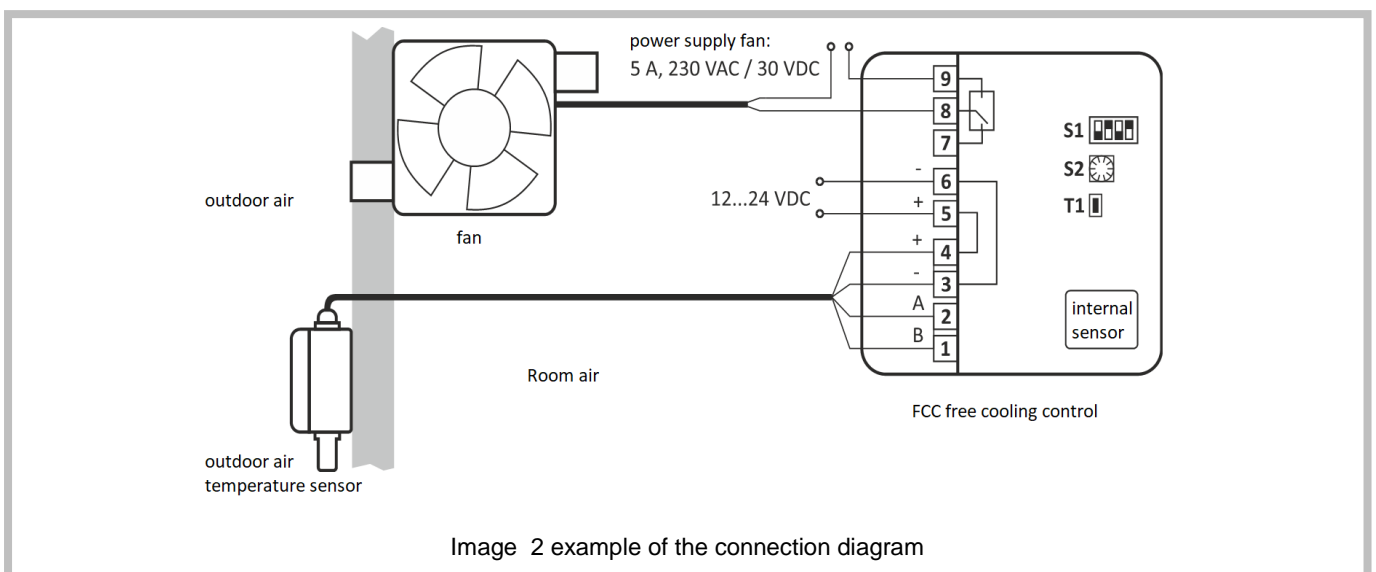 power supply fan:
5 A, 230 VAC / 30 VDC
9
8
7
S1
S2
T1
-
6
12...24 VDC
+
5
+
4
-
3
A
2
B
1
internal
sensor
outdoor air
fan
Room air
FCC free cooling control
outdoor air
temperature sensor
Image 2 example of the connection diagram